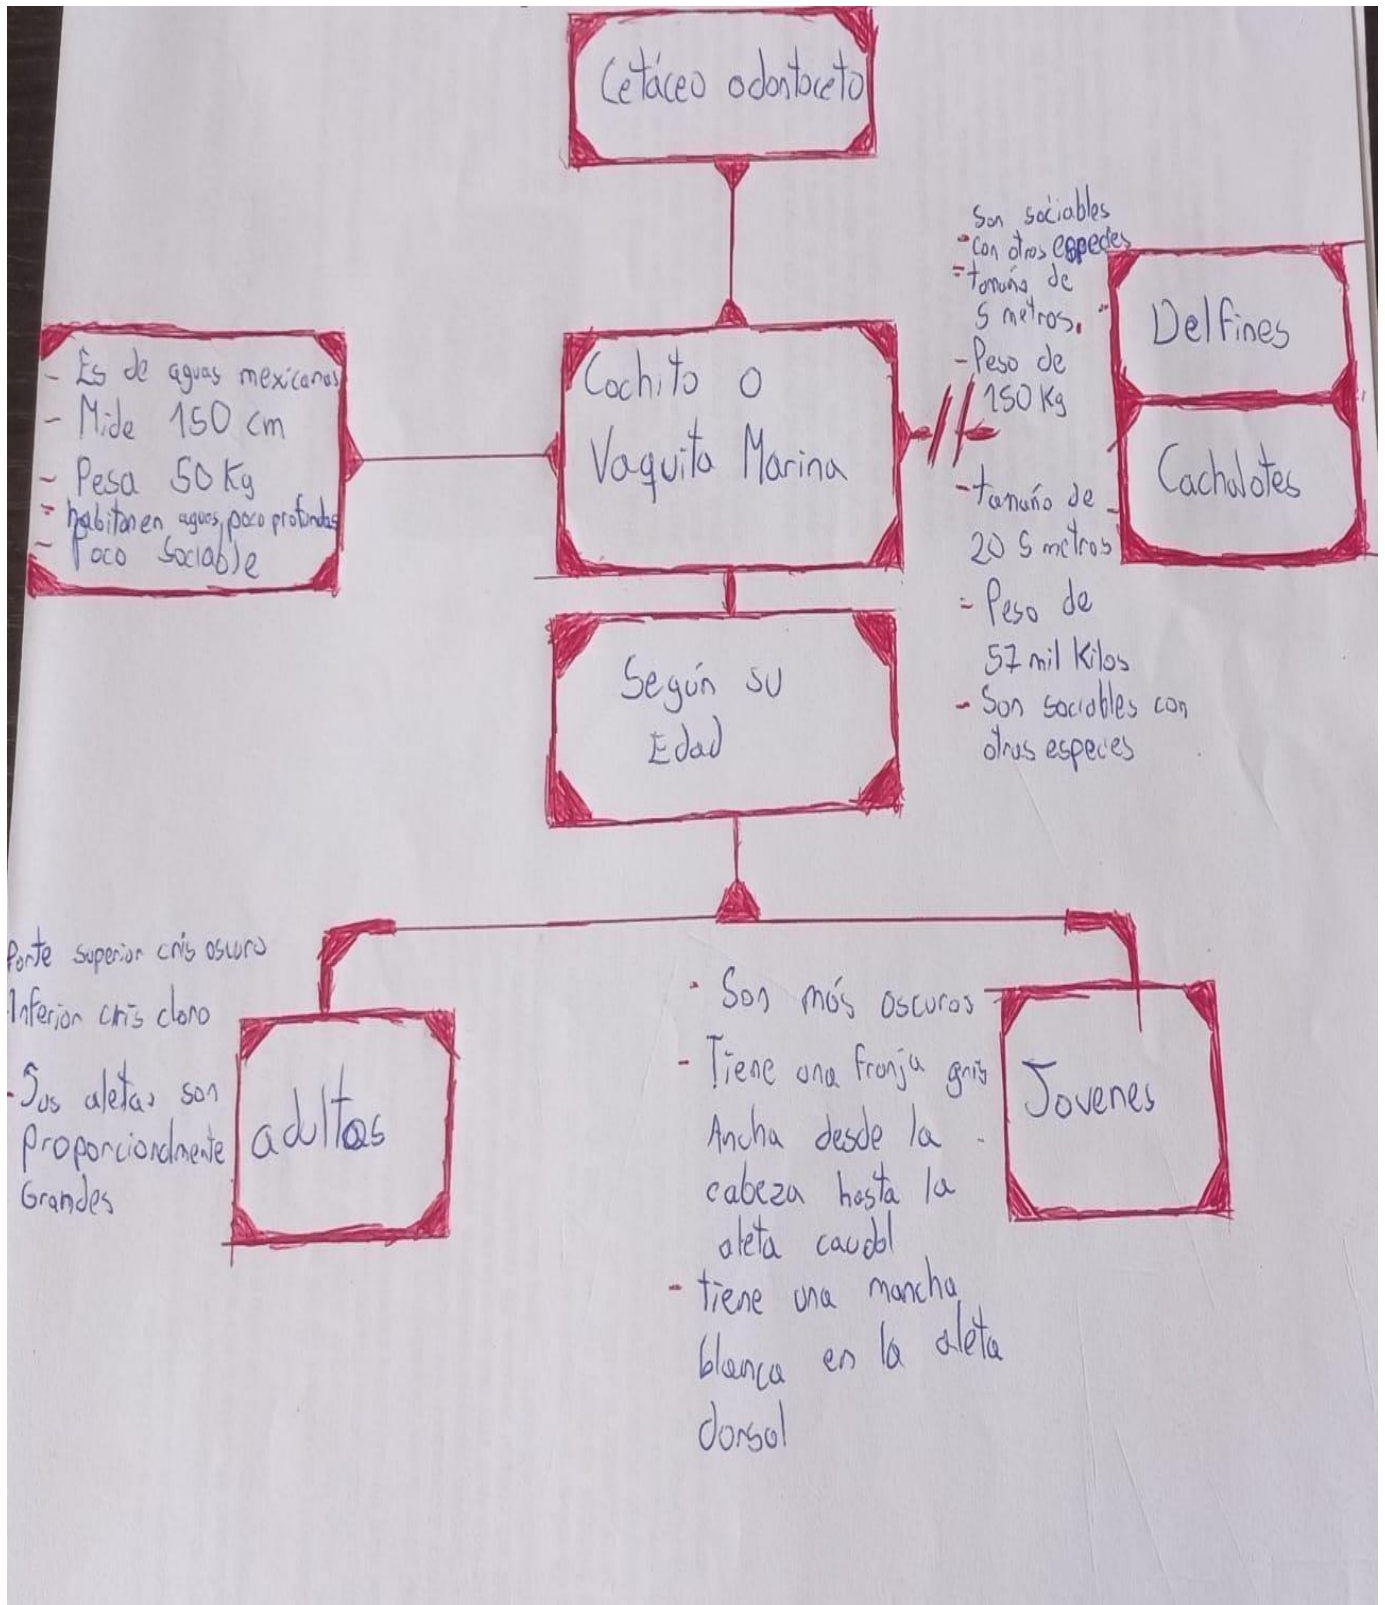 Cetáceo odontoceto
Son sociables
- con otros especies
- tamaño de
5 metros.
- Peso de
150 Kg
Delfines
- Es de aguas mexicanas
- Mide 150 cm
- Pesa 50 Kg
- habitan en aguas poco profundas
- Poco Sociable
Cochito o
Vaquita Marina
Cachalotes
- tamaño de
20 5 metros
- Peso de
57 mil Kilos
- Son sociables con
otras especies
Según su
Edad
Parte superior cris oscuro
Inferior cris claro
- Sus aletas son
proporcionalmente
Grandes
adultas
- Son más oscuros
- Tiene una franja gris
Ancha desde la
cabeza hasta la
aleta caudal
- tiene una mancha
blanca en la aleta
dorsal
Jovenes